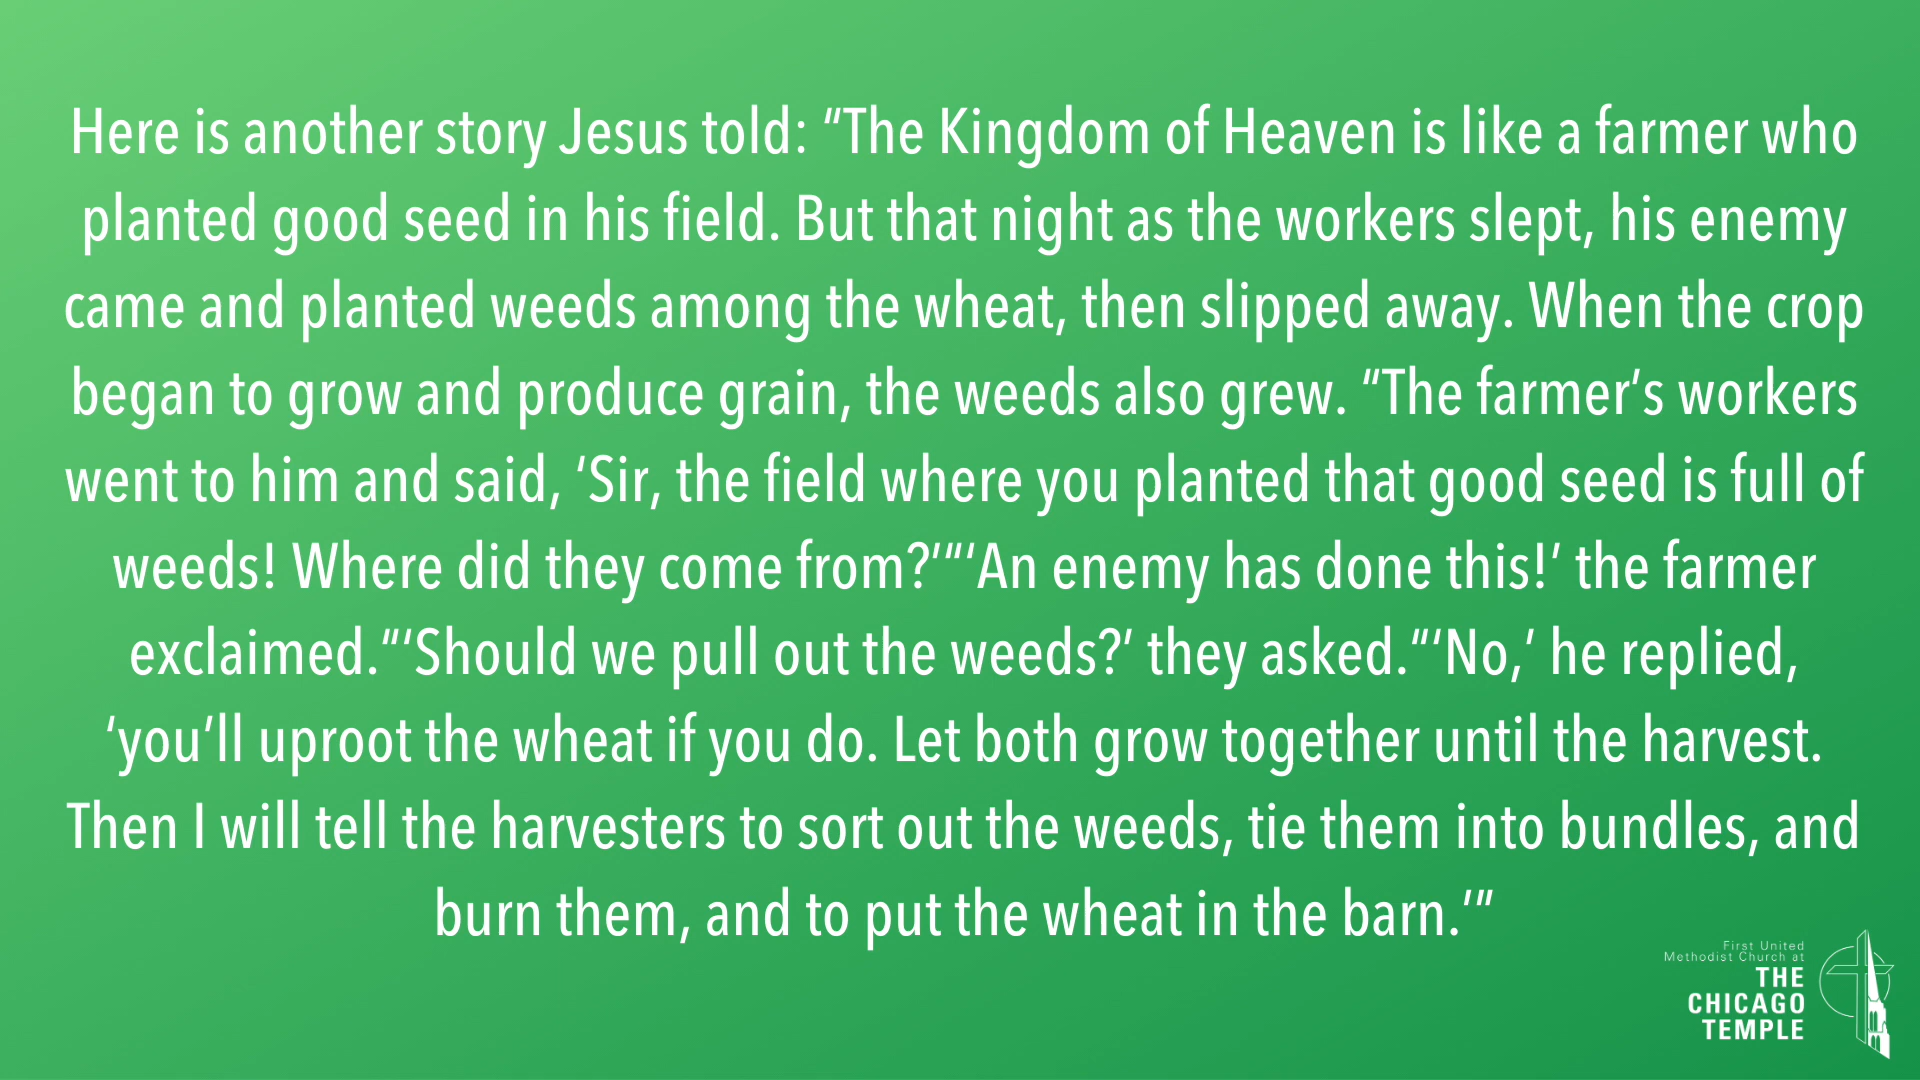 Here is another story Jesus told: “The Kingdom of Heaven is like a farmer who
planted good seed in his field. But that night as the workers slept, his enemy
came and planted weeds among the wheat, then slipped away. When the crop
began to grow and produce grain, the weeds also grew. “The farmer’s workers
went to him and said, ‘Sir, the field where you planted that good seed is full of
weeds! Where did they come from?’“‘An enemy has done this!’ the farmer
exclaimed.“‘Should we pull out the weeds?’ they asked.“‘No,’ he replied,
‘you’ll uproot the wheat if you do. Let both grow together until the harvest.
Then I will tell the harvesters to sort out the weeds, tie them into bundles, and
burn them, and to put the wheat in the barn.’”
First United
Methodist Church at
THE
CHICAGO
TEMPLE